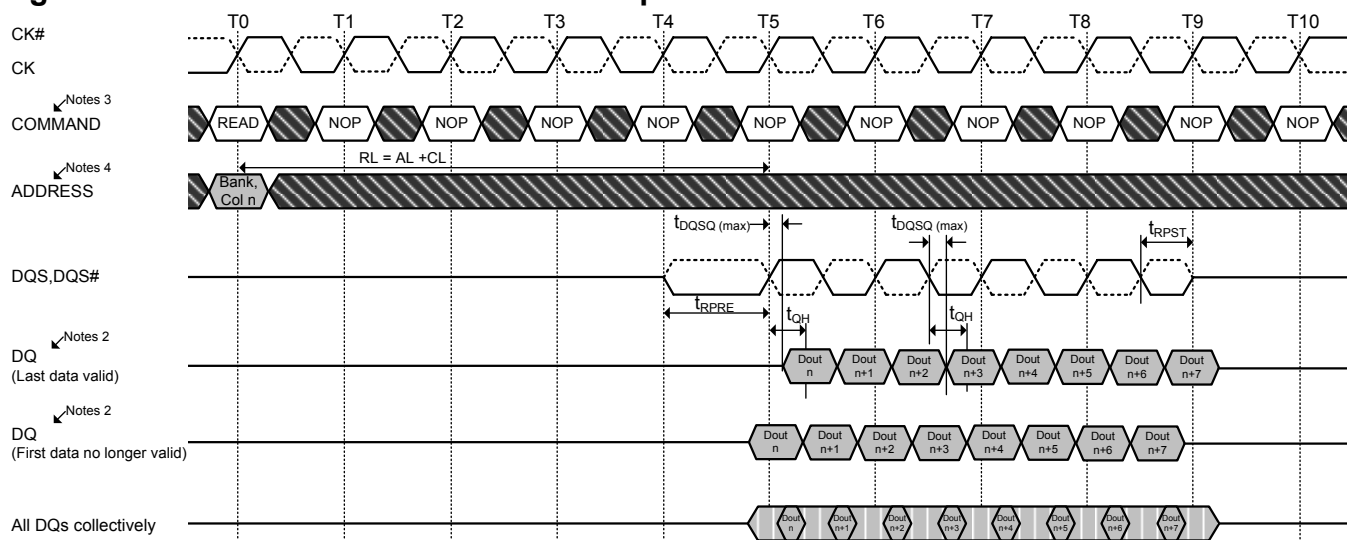 T0 T1 T2 T3 T4 T5 T6 T7 T8 T9 T10
CK#
CK
Notes 3
COMMAND
READ NOP NOP NOP NOP NOP NOP NOP NOP NOP NOP
RL = AL +CL
Notes 4
ADDRESS
Bank,
Col n
tDQSQ (max) tDQSQ (max) tRPST
DQS,DQS#
tRPRE tQH tQH
Notes 2
DQ
(Last data valid)
Dout n Dout n+1 Dout n+2 Dout n+3 Dout n+4 Dout n+5 Dout n+6 Dout n+7
Notes 2
DQ
(First data no longer valid)
Dout n Dout n+1 Dout n+2 Dout n+3 Dout n+4 Dout n+5 Dout n+6 Dout n+7
All DQs collectively
Dout n Dout n+1 Dout n+2 Dout n+3 Dout n+4 Dout n+5 Dout n+6 Dout n+7